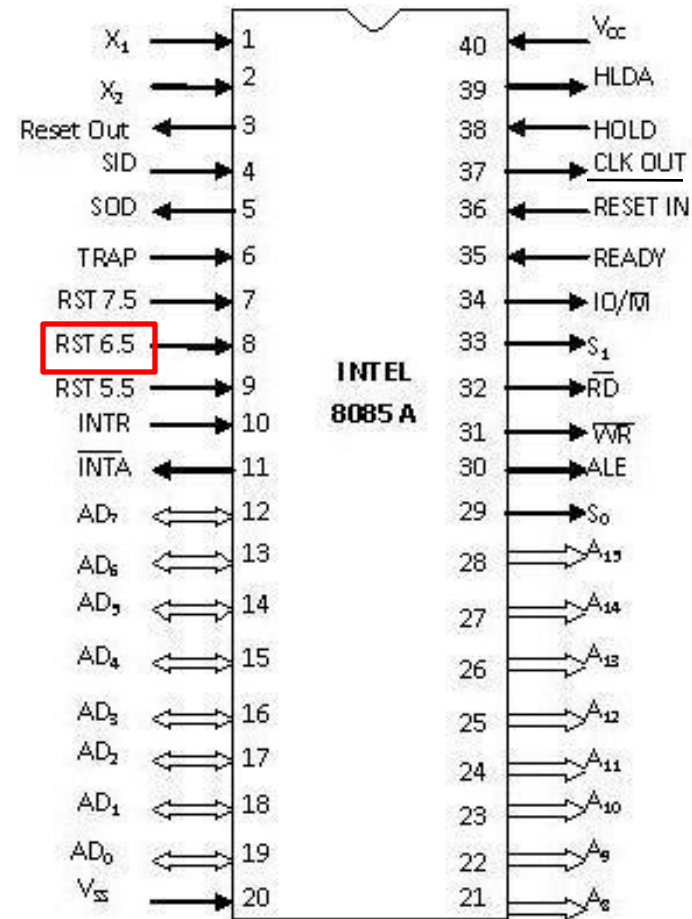 X₁ 1 40 Vcc
X₂ 2 39 HLDA
Reset Out 3 38 HOLD
SID 4 37 CLK OUT
SOD 5 36 RESET IN
TRAP 6 35 READY
RST 7.5 7 34 IO/M̅
RST 6.5 8 33 S₁
INTEL
RST 5.5 9 32 R̅D̅
8085 A
INTR 10 31 W̅R̅
I̅N̅T̅A̅ 11 30 ALE
AD₇ 12 29 S₀
AD₆ 13 28 A₁₅
AD₅ 14 27 A₁₄
AD₄ 15 26 A₁₃
AD₃ 16 25 A₁₂
AD₂ 17 24 A₁₁
AD₁ 18 23 A₁₀
AD₀ 19 22 A₉
Vss 20 21 A₈